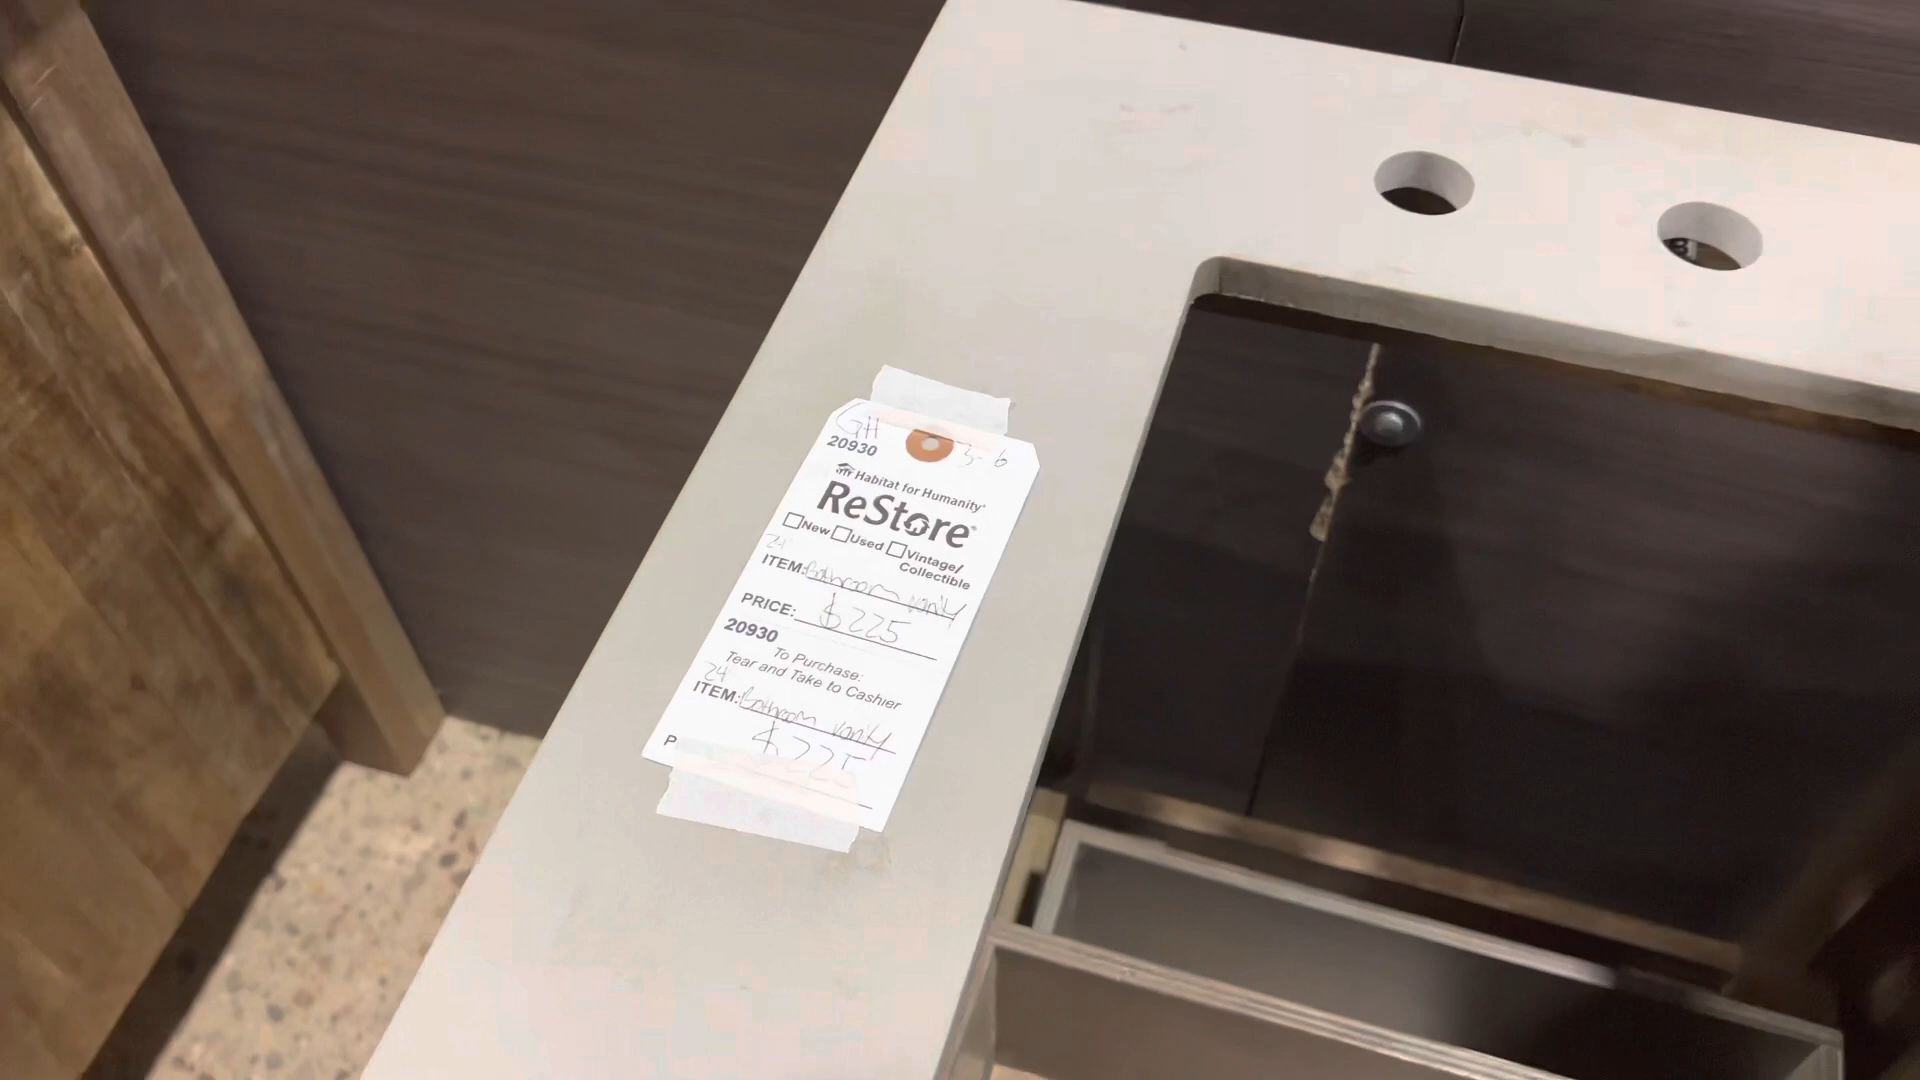 GH
20930
3-6
Habitat for Humanity®
ReStore®
New Used Vintage/
Collectible
24
ITEM: Bathroom vanity
PRICE: $225
20930
To Purchase:
Tear and Take to Cashier
24
ITEM: Bathroom vanity
P $225